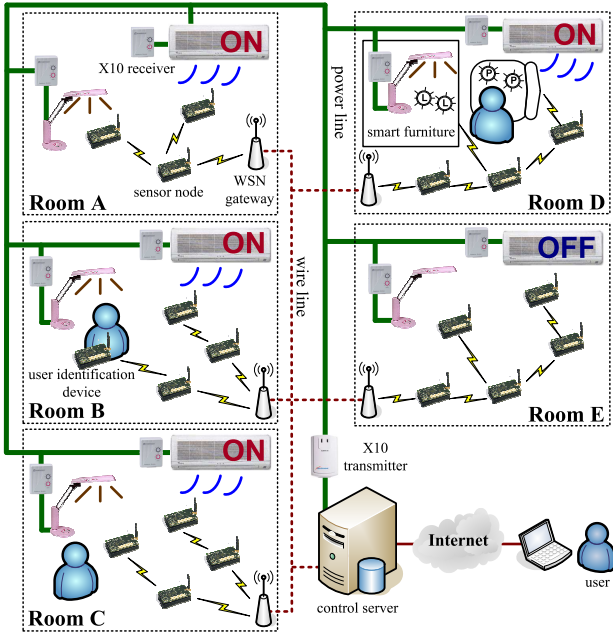 ON
X10 receiver
sensor node
WSN
gateway
Room A
power line
wire line
ON
smart furniture
L
L
P
P
Room D
ON
user identification
device
Room B
OFF
Room E
ON
Room C
X10
transmitter
control server
Internet
user